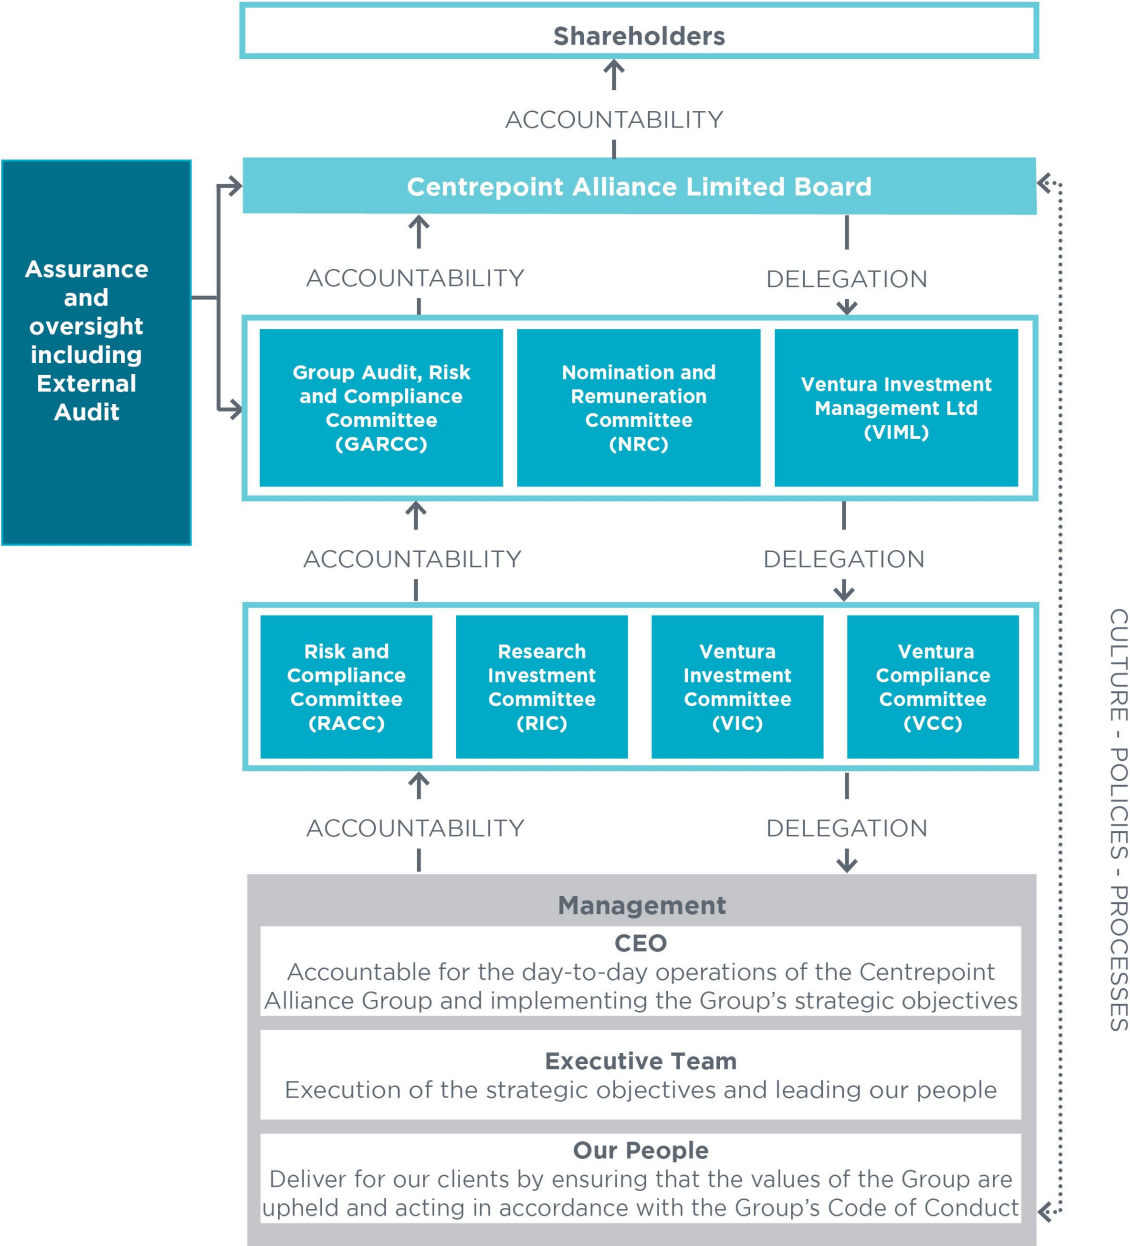 Shareholders
ACCOUNTABILITY
Centrepoint Alliance Limited Board
Assurance
and
oversight
including
External
Audit
ACCOUNTABILITY
DELEGATION
Group Audit, Risk
and Compliance
Committee
(GARCC)
Nomination and
Remuneration
Committee
(NRC)
Ventura Investment
Management Ltd
(VIML)
ACCOUNTABILITY
DELEGATION
Risk and
Compliance
Committee
(RACC)
Research
Investment
Committee
(RIC)
Ventura
Investment
Committee
(VIC)
Ventura
Compliance
Committee
(VCC)
ACCOUNTABILITY
DELEGATION
Management
CEO
Accountable for the day-to-day operations of the Centrepoint
Alliance Group and implementing the Group’s strategic objectives
Executive Team
Execution of the strategic objectives and leading our people
Our People
Deliver for our clients by ensuring that the values of the Group are
upheld and acting in accordance with the Group’s Code of Conduct
CULTURE - POLICIES - PROCESSES